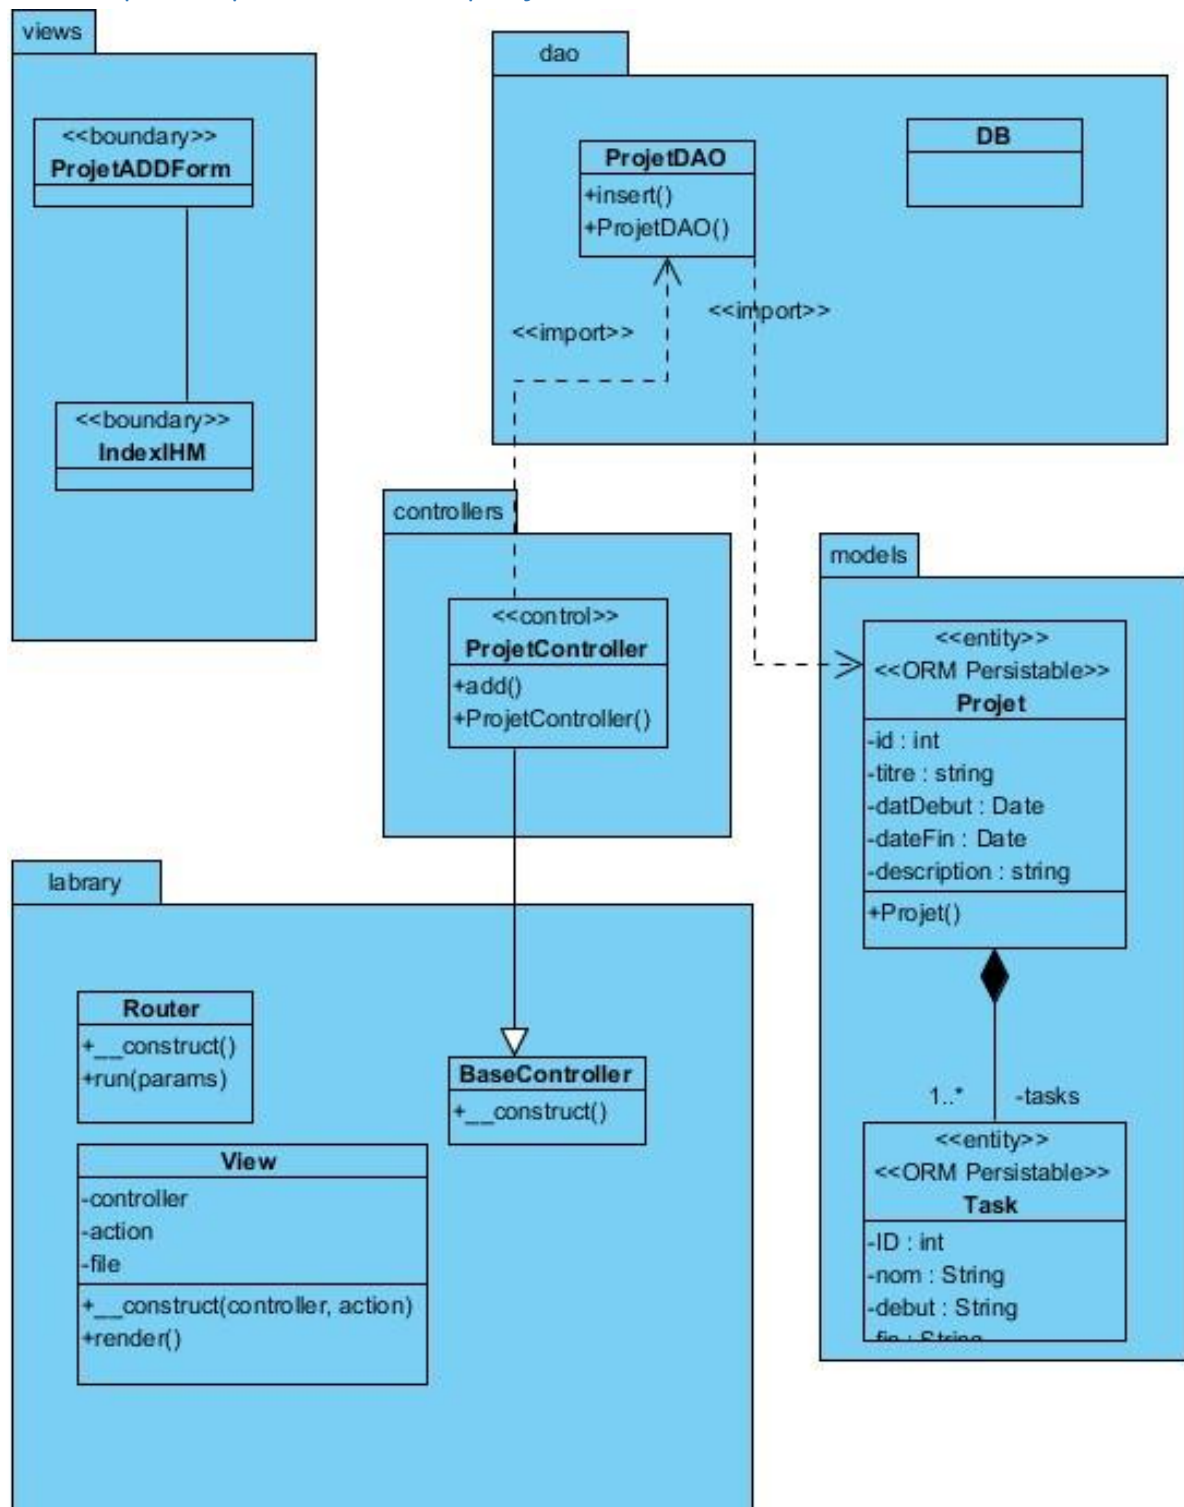 views
<<boundary>>
ProjetADDForm
<<boundary>>
IndexIHM
dao
ProjetDAO
+insert()
+ProjetDAO()
DB
<<import>>
<<import>>
controllers
<<control>>
ProjetController
+add()
+ProjetController()
models
<<entity>>
<<ORM Persistable>>
Projet
-id : int
-titre : string
-datDebut : Date
-dateFin : Date
-description : string
+Projet()
1..*
-tasks
<<entity>>
<<ORM Persistable>>
Task
-ID : int
-nom : String
-debut : String
-fin : String
labrary
Router
+__construct()
+run(params)
BaseController
+__construct()
View
-controller
-action
-file
+__construct(controller, action)
+render()